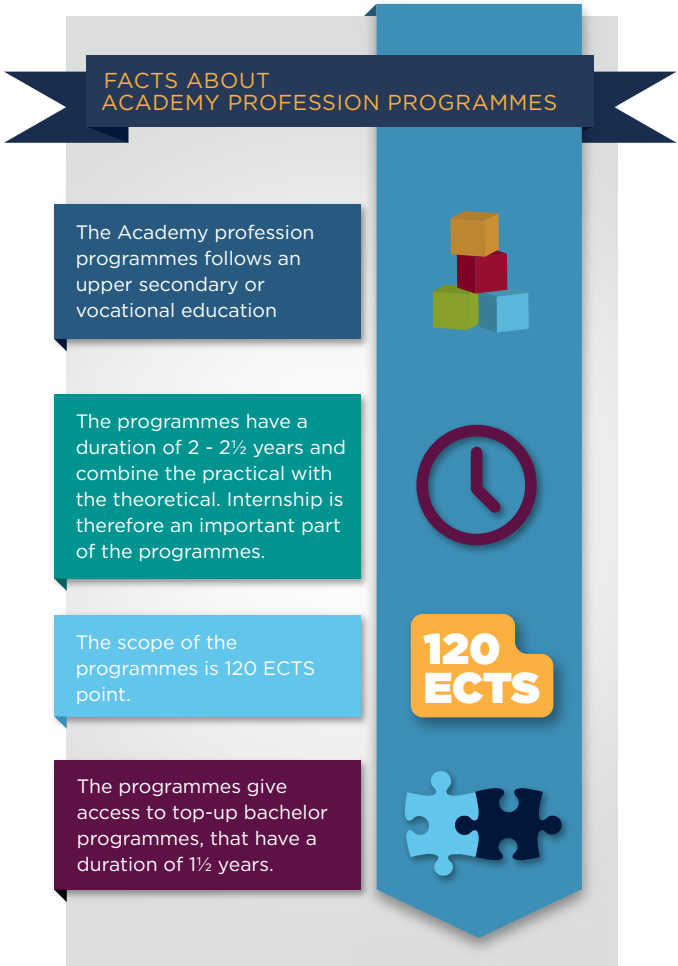 FACTS ABOUT
ACADEMY PROFESSION PROGRAMMES
The Academy profession
programmes follows an
upper secondary or
vocational education
The programmes have a
duration of 2 - 2½ years and
combine the practical with
the theoretical. Internship is
therefore an important part
of the programmes.
The scope of the
programmes is 120 ECTS
point.
120
ECTS
The programmes give
access to top-up bachelor
programmes, that have a
duration of 1½ years.